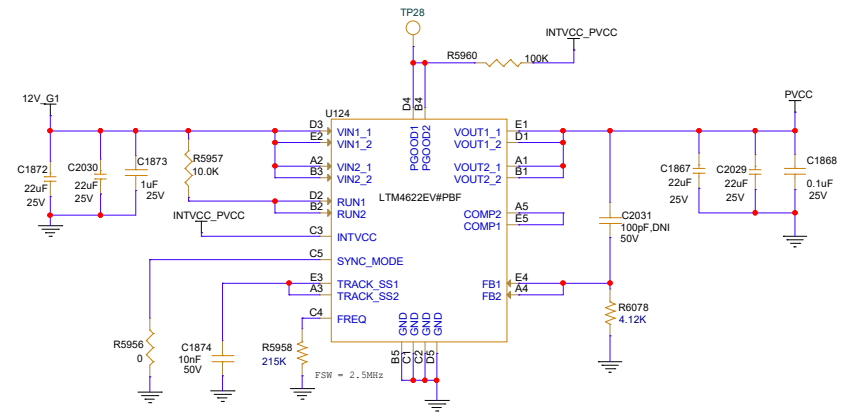 TP28
INTVCC_PVCC
R5960
100K
12V_G1
PVCC
U124
D4
B4
PGOOD1
PGOOD2
D3
VIN1_1
E2
VIN1_2
A2
VIN2_1
B3
VIN2_2
D2
RUN1
B2
RUN2
C3
INTVCC
C5
SYNC_MODE
E3
TRACK_SS1
A3
TRACK_SS2
C4
FREQ
LTM4622EV#PBF
VOUT1_1
E1
VOUT1_2
D1
VOUT2_1
A1
VOUT2_2
B1
COMP2
A5
COMP1
E5
FB1
E4
FB2
A4
GND
GND
GND
GND
B5
C1
C2
D5
C1872
22uF
25V
C2030
22uF
25V
C1873
1uF
25V
R5957
10.0K
INTVCC_PVCC
R5956
0
C1874
10nF
50V
R5958
215K
FSW = 2.5MHz
C1867
22uF
25V
C2029
22uF
25V
C1868
0.1uF
25V
C2031
100pF,DNI
50V
R6078
4.12K